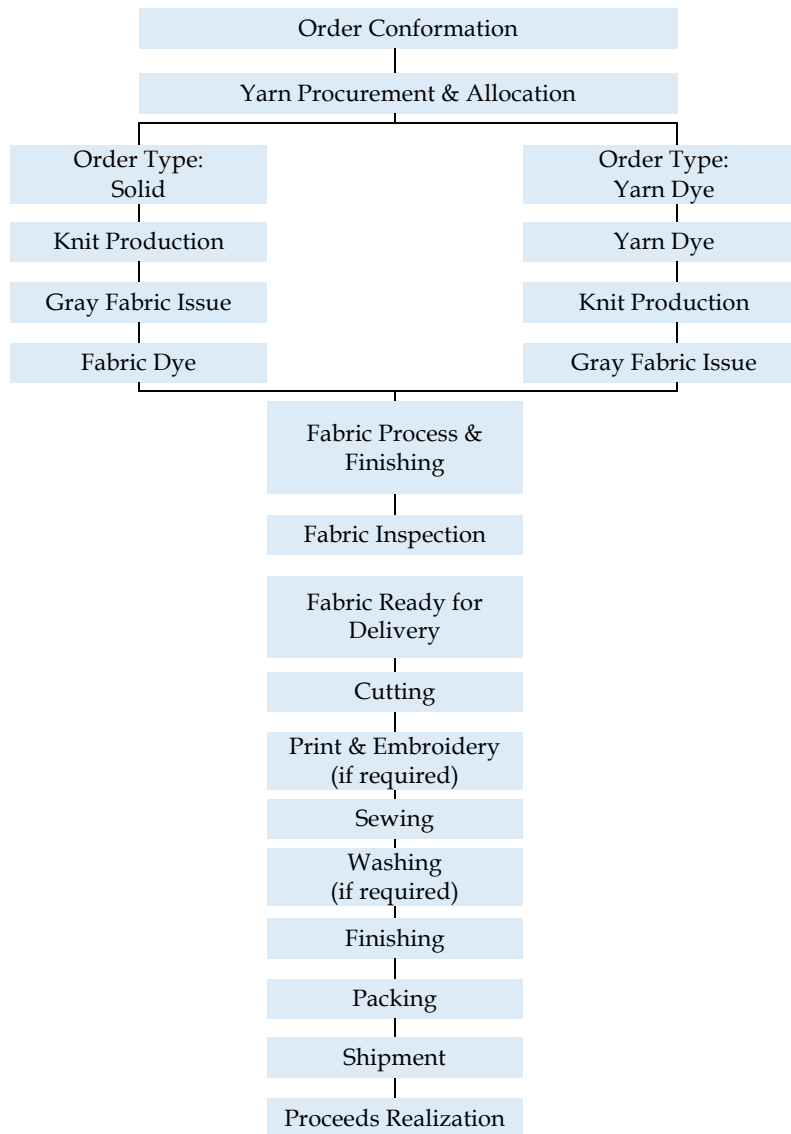 Order Conformation
Yarn Procurement & Allocation
Order Type:
Solid
Knit Production
Gray Fabric Issue
Fabric Dye
Order Type:
Yarn Dye
Yarn Dye
Knit Production
Gray Fabric Issue
Fabric Process &
Finishing
Fabric Inspection
Fabric Ready for
Delivery
Cutting
Print & Embroidery
(if required)
Sewing
Washing
(if required)
Finishing
Packing
Shipment
Proceeds Realization